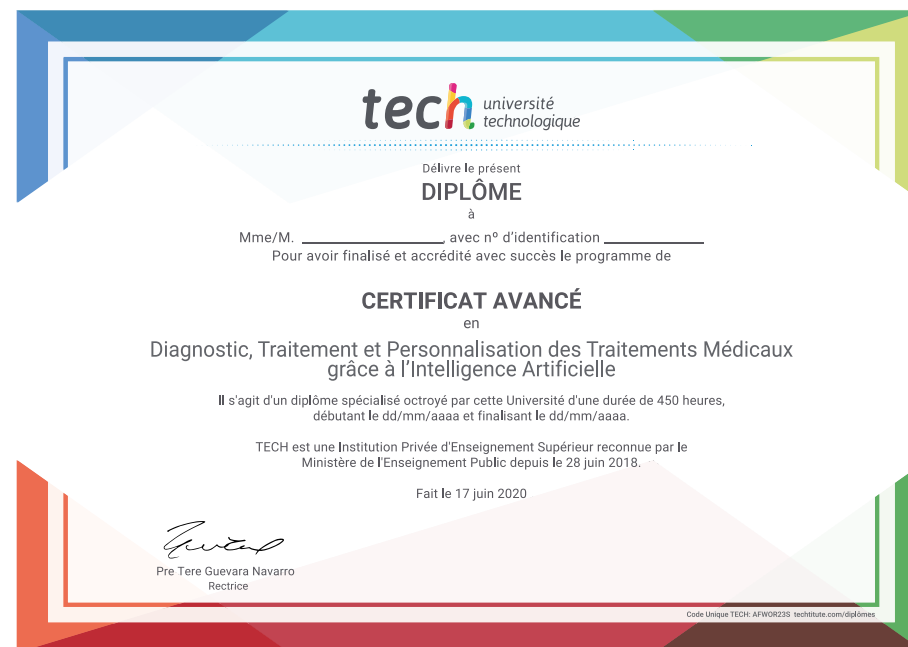 tech université
technologique
Délivre le présent
DIPLÔME
à
Mme/M. ____________________, avec nº d'identification ______________
Pour avoir finalisé et accrédité avec succès le programme de
CERTIFICAT AVANCÉ
en
Diagnostic, Traitement et Personnalisation des Traitements Médicaux
grâce à l'Intelligence Artificielle
Il s'agit d'un diplôme spécialisé octroyé par cette Université d'une durée de 450 heures,
débutant le dd/mm/aaaa et finalisant le dd/mm/aaaa.
TECH est une Institution Privée d'Enseignement Supérieur reconnue par le
Ministère de l'Enseignement Public depuis le 28 juin 2018.
Fait le 17 juin 2020
Pre Tere Guevara Navarro
Rectrice
Code Unique TECH: AFWOR23S techtitute.com/diplômes